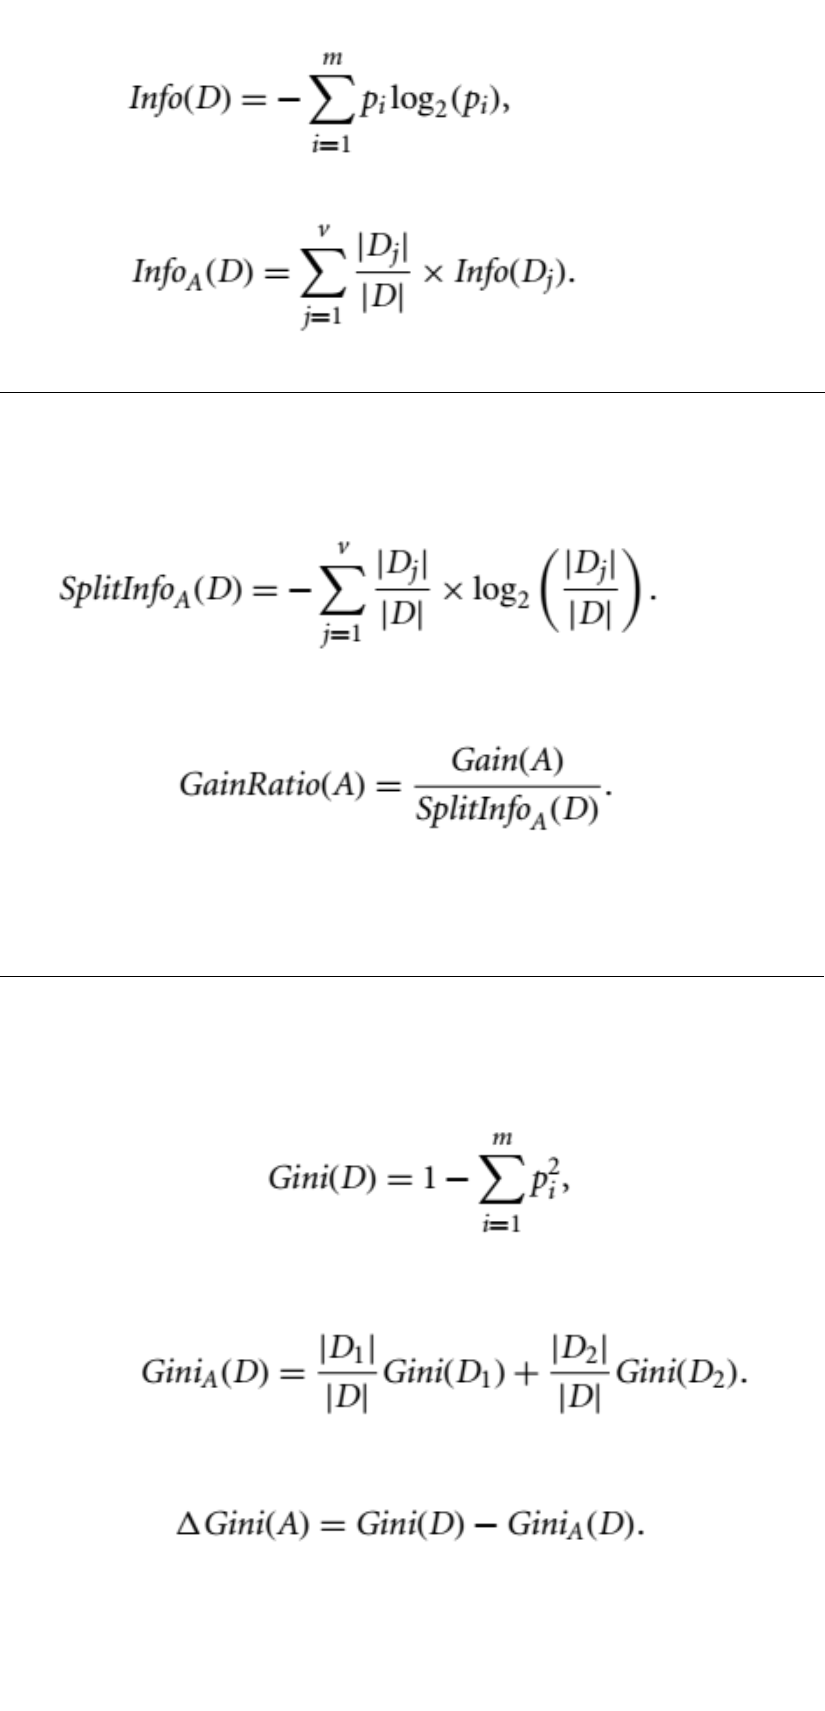 Info(D) = − ∑_{i=1}^{m} p_i log_2(p_i),
Info_A(D) = ∑_{j=1}^{v} |D_j|/|D| × Info(D_j).
SplitInfo_A(D) = − ∑_{j=1}^{v} |D_j|/|D| × log_2 (|D_j|/|D|).
GainRatio(A) = Gain(A)/SplitInfo_A(D).
Gini(D) = 1 − ∑_{i=1}^{m} p_i^2,
Gini_A(D) = |D_1|/|D| Gini(D_1) + |D_2|/|D| Gini(D_2).
Δ Gini(A) = Gini(D) − Gini_A(D).